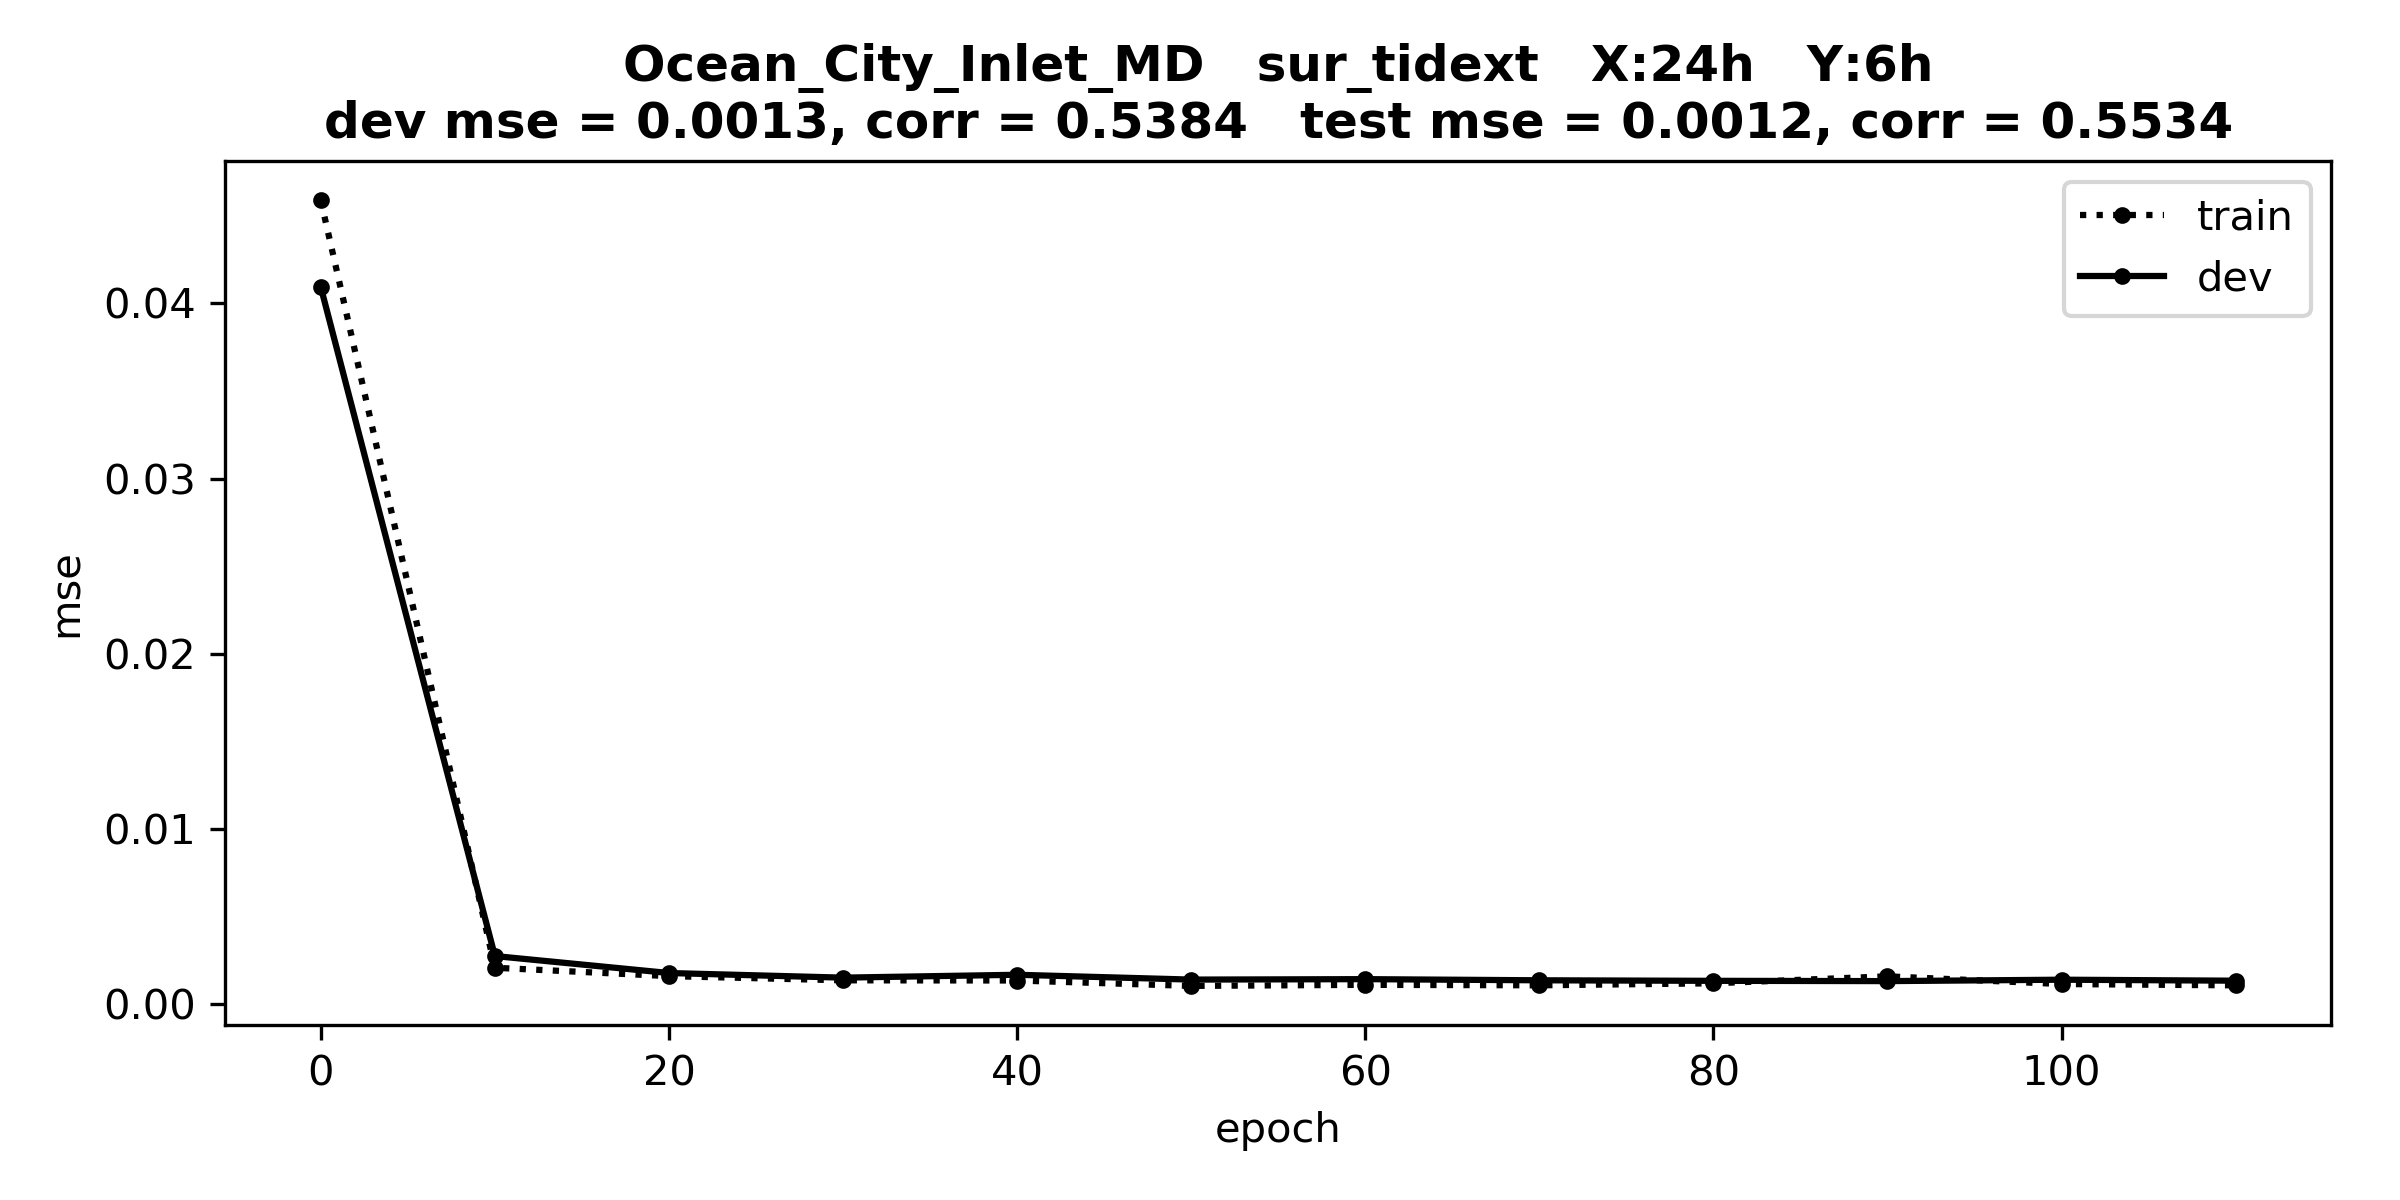 Ocean_City_Inlet_MD   sur_tidext   X:24h   Y:6h
dev mse = 0.0013, corr = 0.5384   test mse = 0.0012, corr = 0.5534
train
dev
0.04
0.03
0.02
0.01
0.00
mse
0 20 40 60 80 100
epoch